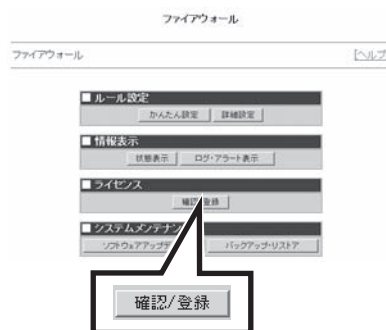 ファイアウォール
ファイアウォール [ヘルプ
■ルール設定
かんたん設定 詳細設定
■情報表示
状態表示 ログ・アラート表示
■ライセンス
確認/登録
■システムメンテナン
ソフトウェアアップデ バックアップ・リストア
確認/登録